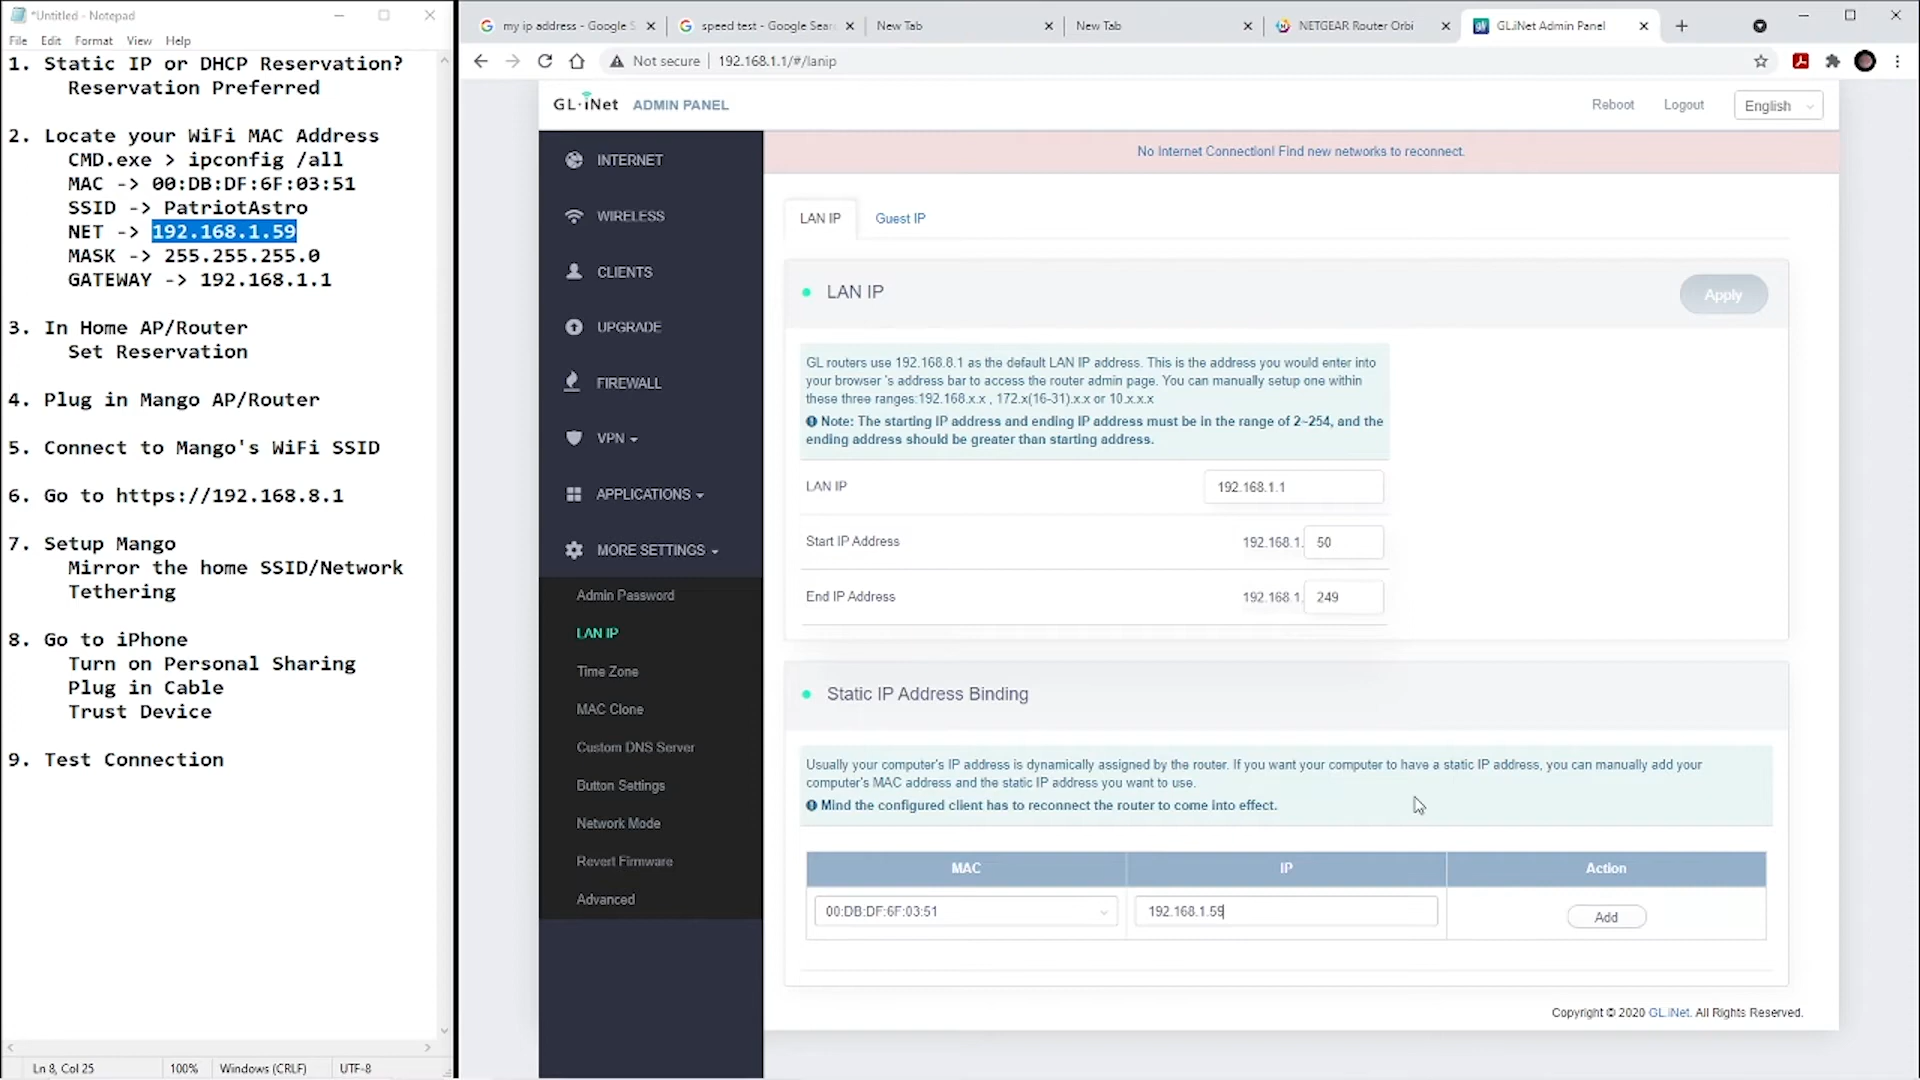 *Untitled - Notepad
File Edit Format View Help
1. Static IP or DHCP Reservation?
Reservation Preferred
2. Locate your WiFi MAC Address
CMD.exe > ipconfig /all
MAC -> 00:DB:DF:6F:03:51
SSID -> PatriotAstro
NET -> 192.168.1.59
MASK -> 255.255.255.0
GATEWAY -> 192.168.1.1
3. In Home AP/Router
Set Reservation
4. Plug in Mango AP/Router
5. Connect to Mango's WiFi SSID
6. Go to https://192.168.8.1
7. Setup Mango
Mirror the home SSID/Network
Tethering
8. Go to iPhone
Turn on Personal Sharing
Plug in Cable
Trust Device
9. Test Connection
Ln 8, Col 25 100% Windows (CRLF) UTF-8
my ip address - Google S
speed test - Google Sear
New Tab
New Tab
NETGEAR Router Orbi
GL.iNet Admin Panel
Not secure 192.168.1.1/#/lanip
GL·iNet ADMIN PANEL
Reboot Logout English
INTERNET
WIRELESS
CLIENTS
UPGRADE
FIREWALL
VPN
APPLICATIONS
MORE SETTINGS
Admin Password
LAN IP
Time Zone
MAC Clone
Custom DNS Server
Button Settings
Network Mode
Revert Firmware
Advanced
No Internet Connection! Find new networks to reconnect.
LAN IP Guest IP
LAN IP
Apply
GL routers use 192.168.8.1 as the default LAN IP address. This is the address you would enter into
your browser 's address bar to access the router admin page. You can manually setup one within
these three ranges:192.168.x.x , 172.x(16-31).x.x or 10.x.x.x
Note: The starting IP address and ending IP address must be in the range of 2~254, and the
ending address should be greater than starting address.
LAN IP 192.168.1.1
Start IP Address 192.168.1. 50
End IP Address 192.168.1. 249
Static IP Address Binding
Usually your computer's IP address is dynamically assigned by the router. If you want your computer to have a static IP address, you can manually add your
computer's MAC address and the static IP address you want to use.
Mind the configured client has to reconnect the router to come into effect.
MAC IP Action
00:DB:DF:6F:03:51 192.168.1.59 Add
Copyright © 2020 GL.iNet. All Rights Reserved.